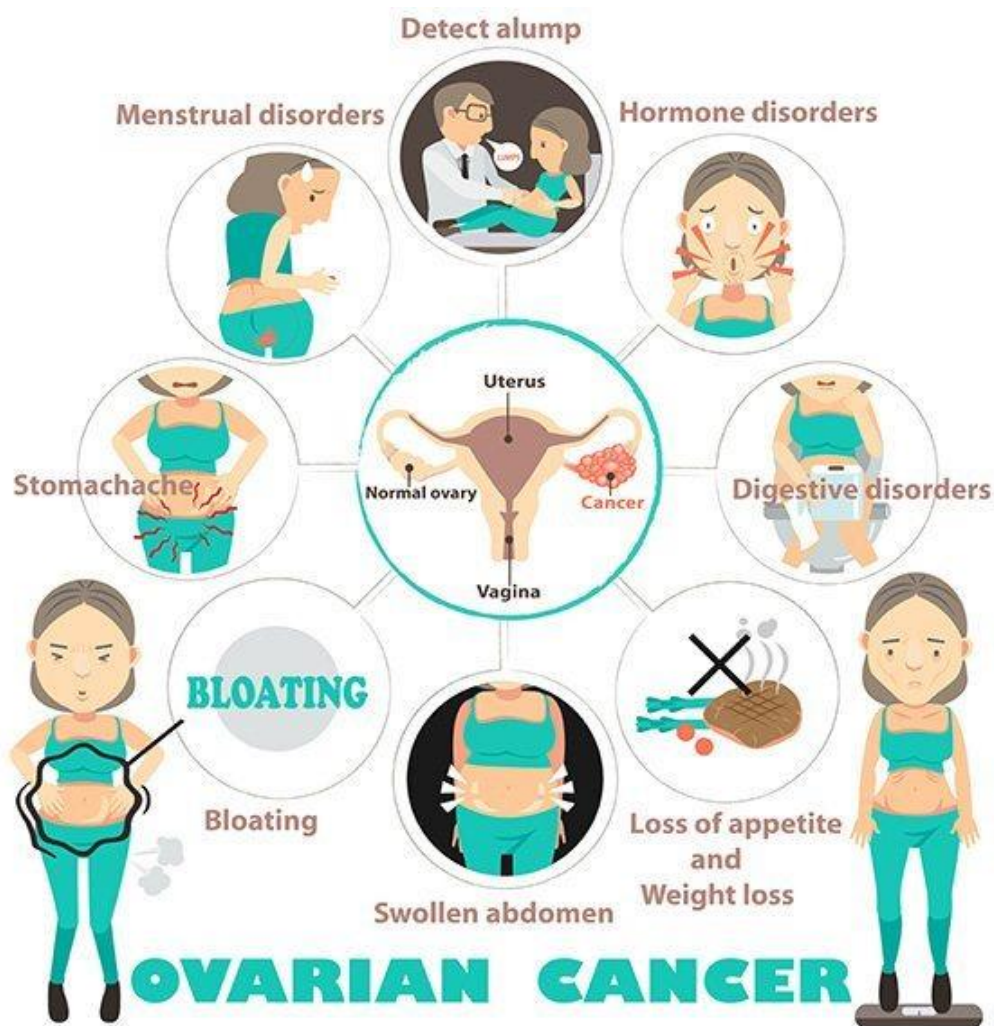 Detect alump
Menstrual disorders
Hormone disorders
LUMPS
Uterus
Stomachache
Normal ovary
Cancer
Digestive disorders
Vagina
BLOATING
Bloating
Loss of appetite
and
Weight loss
Swollen abdomen
OVARIAN CANCER